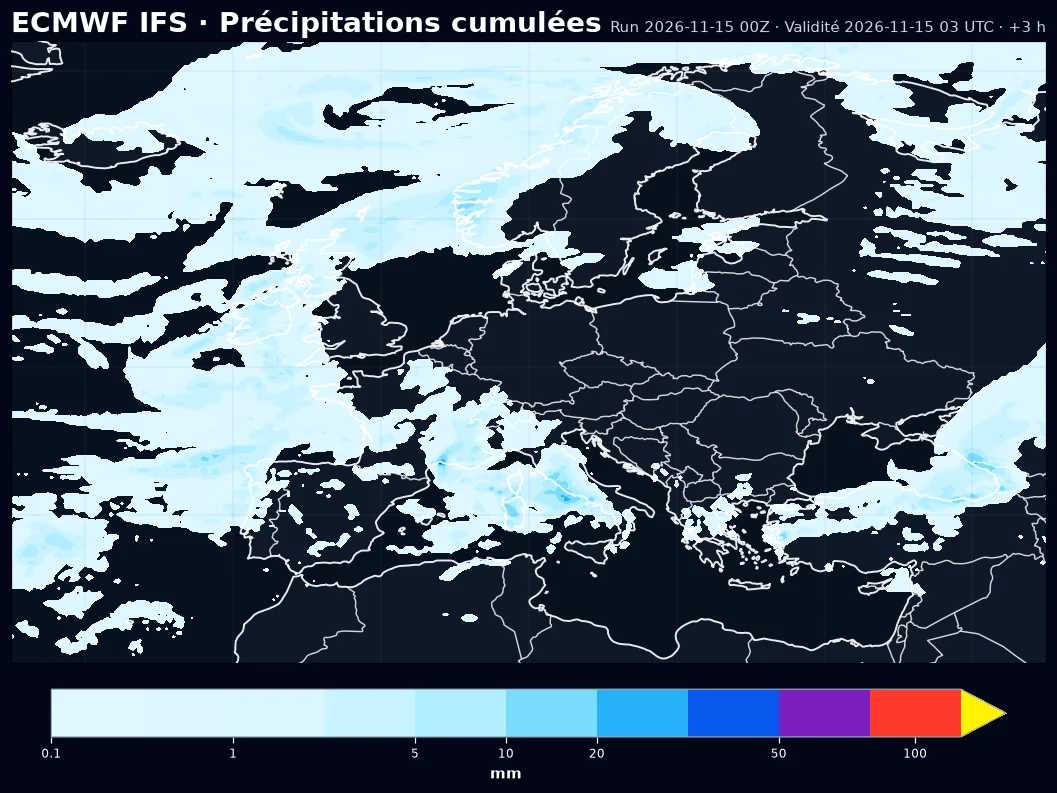 ECMWF IFS · Précipitations cumulées Run 2026-11-15 00Z · Validité 2026-11-15 03 UTC · +3 h
0.1 1 5 10 20 50 100
mm